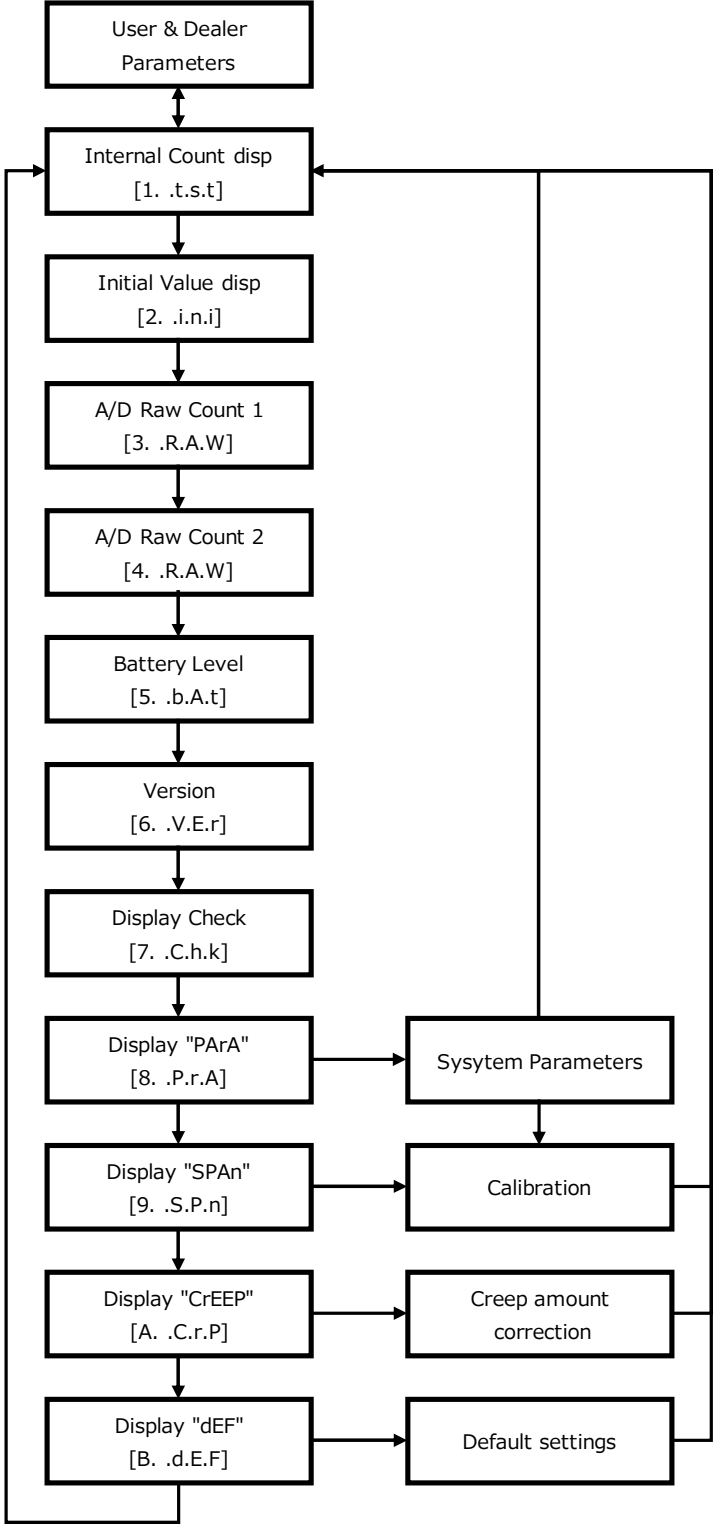 User & Dealer
Parameters
Internal Count disp
[1. .t.s.t]
Initial Value disp
[2. .i.n.i]
A/D Raw Count 1
[3. .R.A.W]
A/D Raw Count 2
[4. .R.A.W]
Battery Level
[5. .b.A.t]
Version
[6. .V.E.r]
Display Check
[7. .C.h.k]
Display "PArA"
[8. .P.r.A]
Sysytem Parameters
Display "SPAn"
[9. .S.P.n]
Calibration
Display "CrEEP"
[A. .C.r.P]
Creep amount
correction
Display "dEF"
[B. .d.E.F]
Default settings